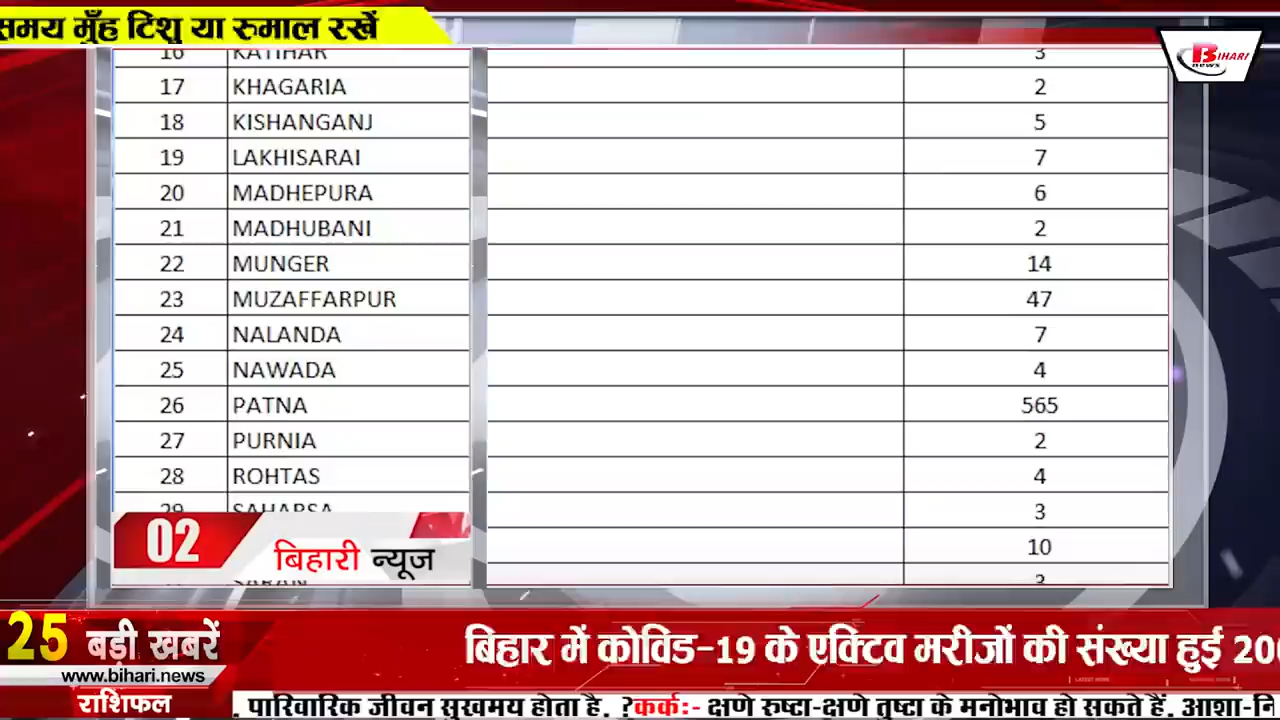 समय मुँह टिशु या रुमाल रखें
BIHARI
news
16 KATIHAR 3
17 KHAGARIA 2
18 KISHANGANJ 5
19 LAKHISARAI 7
20 MADHEPURA 6
21 MADHUBANI 2
22 MUNGER 14
23 MUZAFFARPUR 47
24 NALANDA 7
25 NAWADA 4
26 PATNA 565
27 PURNIA 2
28 ROHTAS 4
29 SAHARSA 3
10
SARAN 3
02 बिहारी न्यूज
25 बड़ी खबरें
बिहार में कोविड-19 के एक्टिव मरीजों की संख्या हुई
www.bihari.news
राशिफल
. पारिवारिक जीवन सुखमय होता है. ?कर्कः- क्षणे रुष्टा-क्षणे तुष्टा के मनोभाव हो सकते हैं. आशा-नि